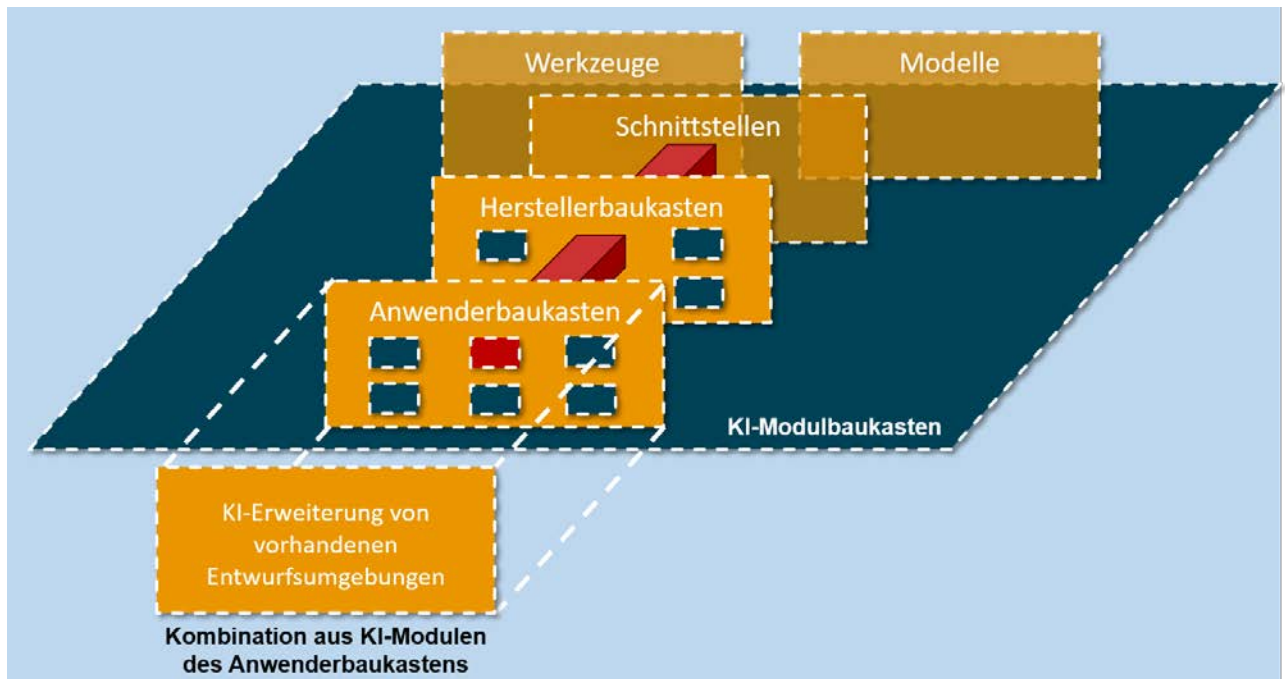 Werkzeuge
Modelle
Schnittstellen
Herstellerbaukasten
Anwenderbaukasten
KI-Modulbaukasten
KI-Erweiterung von
vorhandenen
Entwurfsumgebungen
Kombination aus KI-Modulen
des Anwenderbaukastens